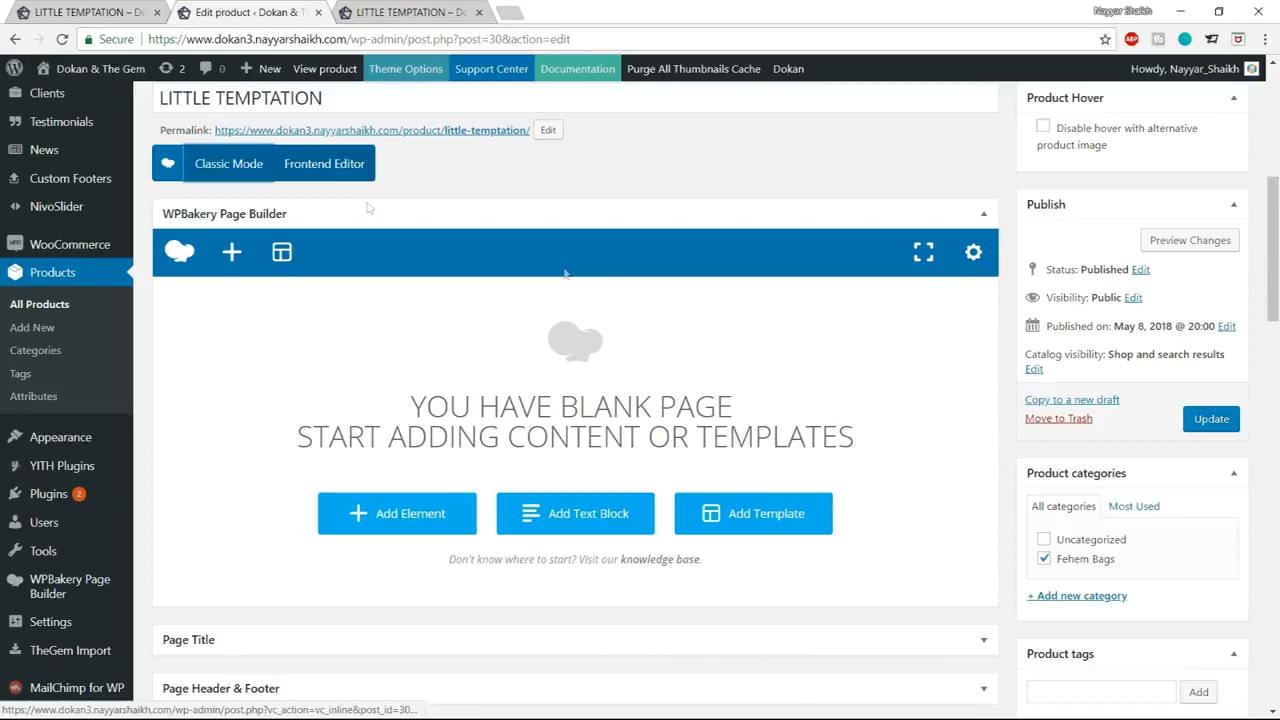 LITTLE TEMPTATION – Do
Edit product ‹ Dokan & T
LITTLE TEMPTATION – Do
Nayyar Shaikh
Secure
https://www.dokan3.nayyarshaikh.com/wp-admin/post.php?post=30&action=edit
ABP
Dokan & The Gem
2
0
New
View product
Theme Options
Support Center
Documentation
Purge All Thumbnails Cache
Dokan
Howdy, Nayyar_Shaikh
Clients
Testimonials
News
Custom Footers
NivoSlider
WooCommerce
Products
All Products
Add New
Categories
Tags
Attributes
Appearance
YITH Plugins
Plugins 2
Users
Tools
WPBakery Page
Builder
Settings
TheGem Import
MailChimp for WP
LITTLE TEMPTATION
Permalink: https://www.dokan3.nayyarshaikh.com/product/little-temptation/ Edit
Classic Mode
Frontend Editor
WPBakery Page Builder
YOU HAVE BLANK PAGE
START ADDING CONTENT OR TEMPLATES
Add Element
Add Text Block
Add Template
Don't know where to start? Visit our knowledge base.
Page Title
Page Header & Footer
Product Hover
Disable hover with alternative
product image
Publish
Preview Changes
Status: Published Edit
Visibility: Public Edit
Published on: May 8, 2018 @ 20:00 Edit
Catalog visibility: Shop and search results
Edit
Copy to a new draft
Move to Trash
Update
Product categories
All categories
Most Used
Uncategorized
Fehem Bags
+ Add new category
Product tags
Add
https://www.dokan3.nayyarshaikh.com/wp-admin/post.php?vc_action=vc_inline&post_id=30...